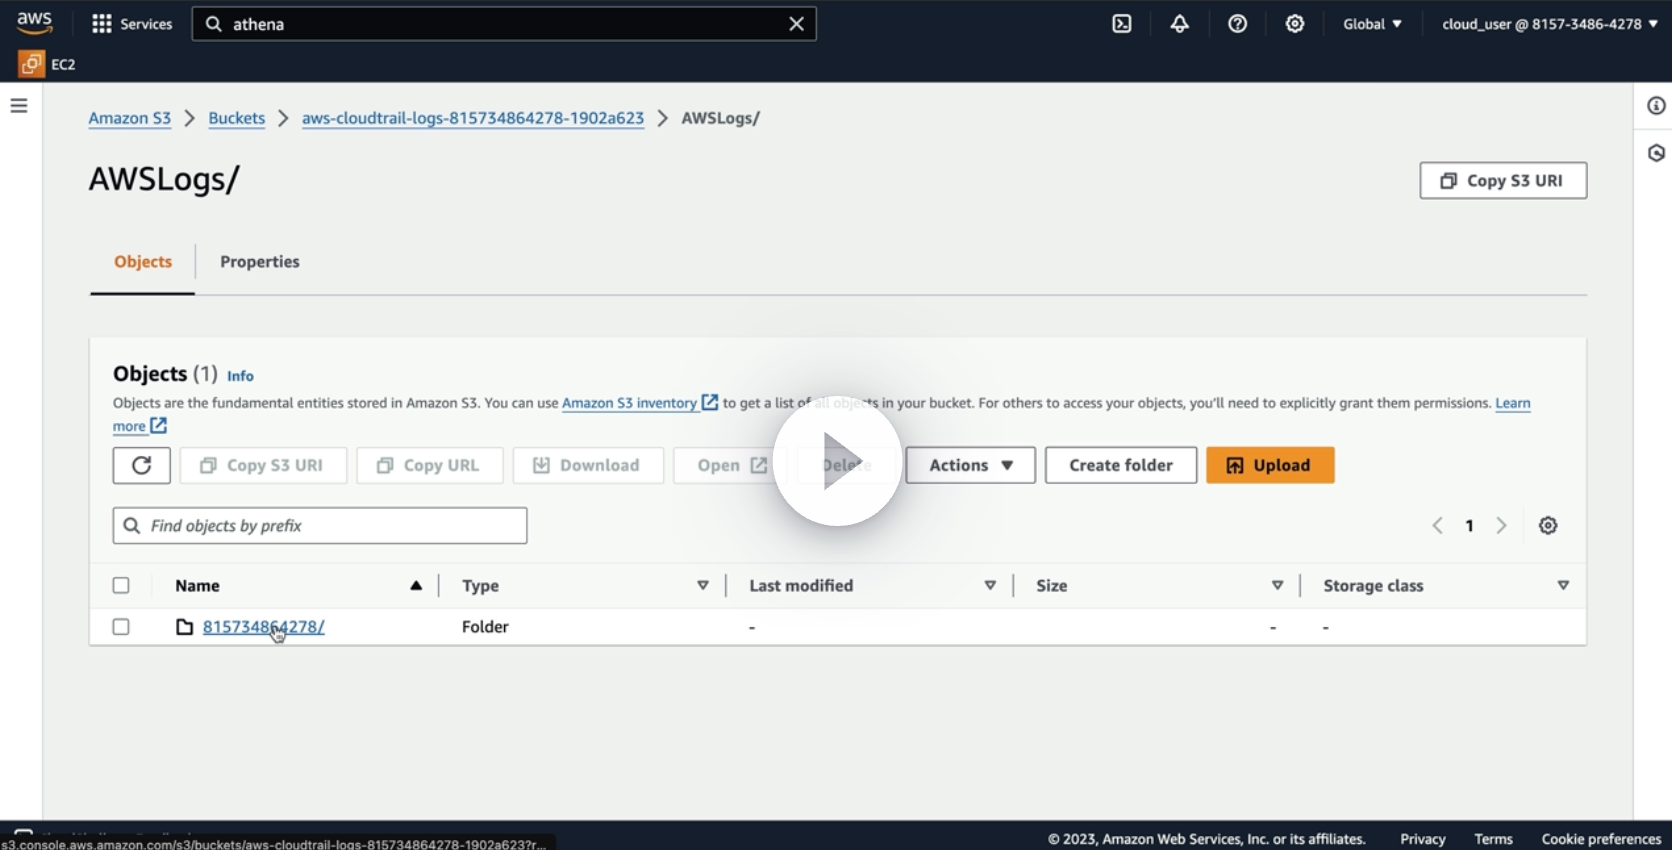 aws Services athena Global cloud_user @ 8157-3486-4278
EC2
Amazon S3 Buckets aws-cloudtrail-logs-815734864278-1902a623 AWSLogs/
AWSLogs/
Copy S3 URI
Objects Properties
Objects (1) Info
Objects are the fundamental entities stored in Amazon S3. You can use Amazon S3 inventory to get a list of all objects in your bucket. For others to access your objects, you'll need to explicitly grant them permissions. Learn
more
Copy S3 URI Copy URL Download Open Delete Actions Create folder Upload
Find objects by prefix
1
Name Type Last modified Size Storage class
815734864278/ Folder - - -
© 2023, Amazon Web Services, Inc. or its affiliates. Privacy Terms Cookie preferences
s3.console.aws.amazon.com/s3/buckets/aws-cloudtrail-logs-815734864278-1902a623?r...